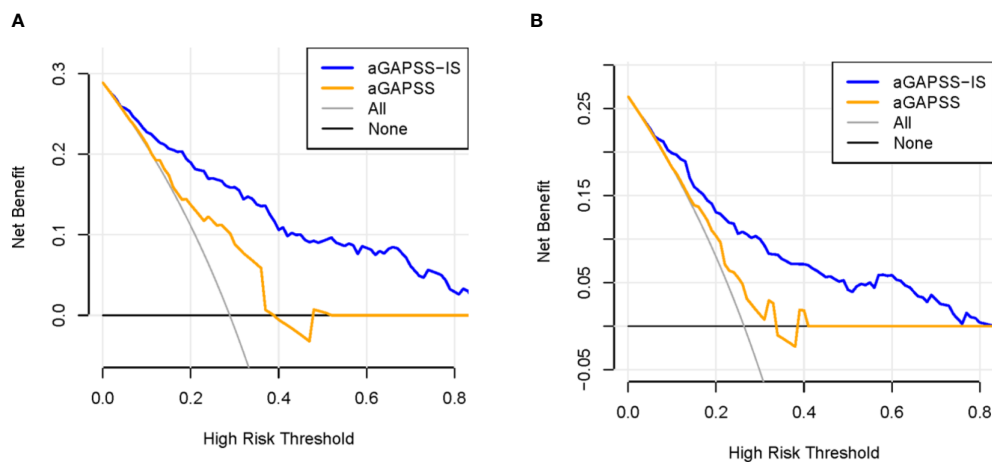 A
aGAPSS−IS
aGAPSS
All
None
Net Benefit
0.3
0.2
0.1
0.0
0.0 0.2 0.4 0.6 0.8
High Risk Threshold
B
aGAPSS−IS
aGAPSS
All
None
Net Benefit
0.25
0.15
0.05
−0.05
0.0 0.2 0.4 0.6 0.8
High Risk Threshold